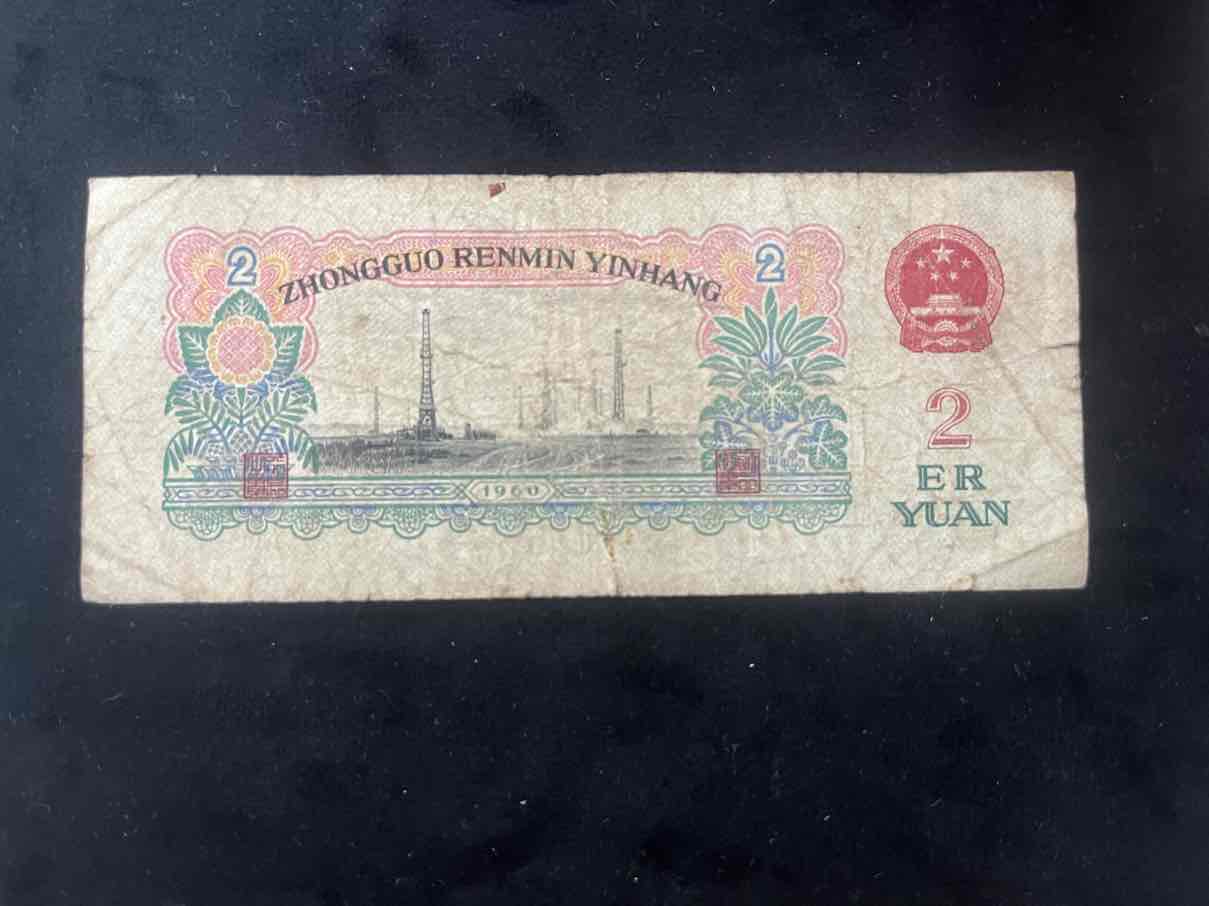 2
2
ZHONGGUO RENMIN YINHANG
2
ER
YUAN
1960